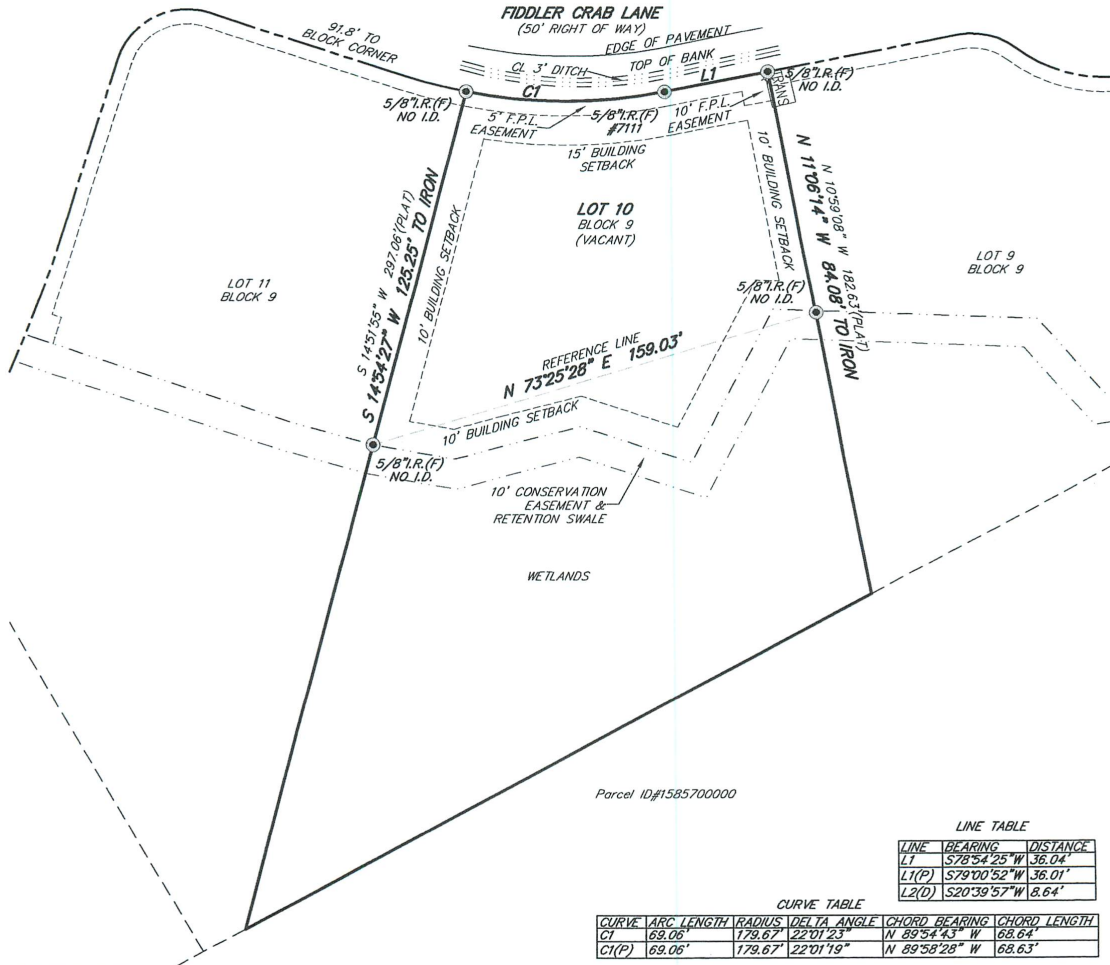 FIDDLER CRAB LANE
(50' RIGHT OF WAY)
EDGE OF PAVEMENT
91.8' TO
BLOCK CORNER
CL 3' DITCH
TOP OF BANK
L1
C1
5/8"I.R.(F)
NO I.D.
5/8"I.R.(F)
NO I.D.
TRANS
5' F.P.L.
EASEMENT
5/8"I.R.(F)
#7111
10' F.P.L.
EASEMENT
15' BUILDING
SETBACK
10' BUILDING SETBACK
10' BUILDING SETBACK
LOT 10
BLOCK 9
(VACANT)
S 14°51'55" W 297.06'(PLAT)
S 14°54'27" W 125.25' TO IRON
N 10°59'08" W 182.63'(PLAT)
N 11°06'14" W 84.08' TO IRON
LOT 11
BLOCK 9
LOT 9
BLOCK 9
5/8"I.R.(F)
NO I.D.
REFERENCE LINE
N 73°25'28" E 159.03'
10' BUILDING SETBACK
5/8"I.R.(F)
NO I.D.
10' CONSERVATION
EASEMENT &
RETENTION SWALE
WETLANDS
Parcel ID#1585700000
LINE TABLE
LINE BEARING DISTANCE
L1 S78°54'25"W 36.04'
L1(P) S79°00'52"W 36.01'
L2(D) S20°39'57"W 8.64'
CURVE TABLE
CURVE ARC LENGTH RADIUS DELTA ANGLE CHORD BEARING CHORD LENGTH
C1 69.06' 179.67' 22°01'23" N 89°54'43" W 68.64'
C1(P) 69.06' 179.67' 22°01'19" N 89°58'28" W 68.63'